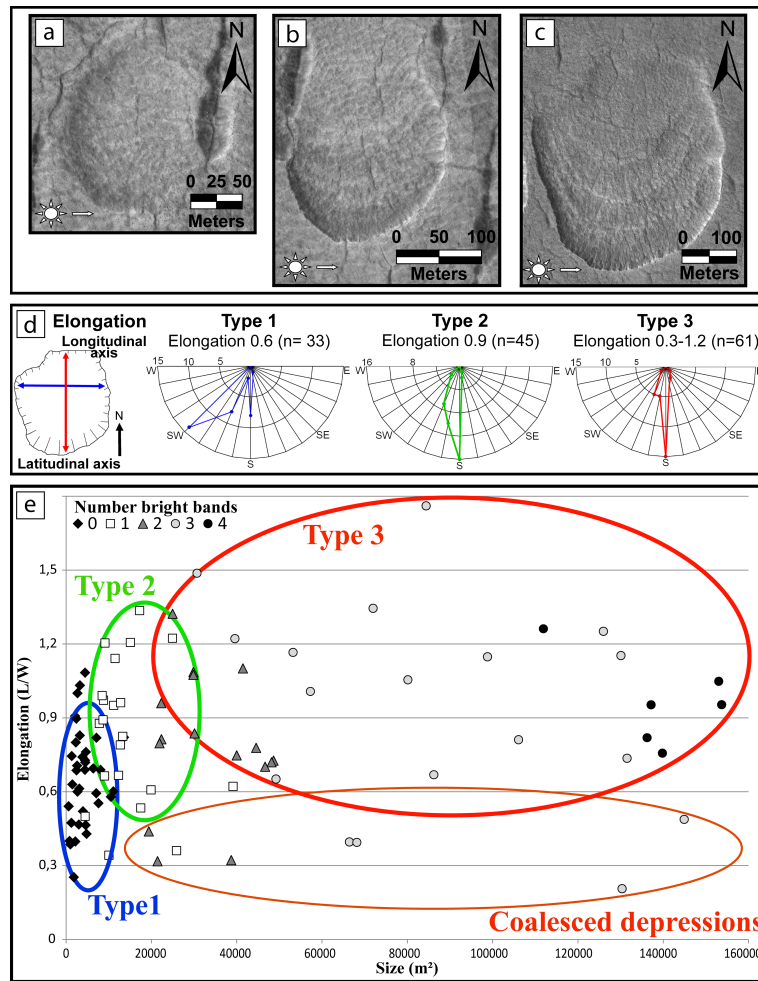 a
N
0 25 50
Meters
b
N
0 50 100
Meters
c
N
0 100
Meters
d
Elongation
Longitudinal
axis
N
Latitudinal axis
Type 1
Elongation 0.6 (n= 33)
15 10 5
W E
SW SE
S
Type 2
Elongation 0.9 (n=45)
16 8
W E
SW SE
S
Type 3
Elongation 0.3-1.2 (n=61)
15 5
W E
SW SE
S
e
Number bright bands
0 1 2 3 4
Type 3
Type 2
Type1
Coalesced depressions
Elongation (L/W)
1,5
1,2
0,9
0,6
0,3
0
0 20000 40000 60000 80000 100000 120000 140000 160000
Size (m²)